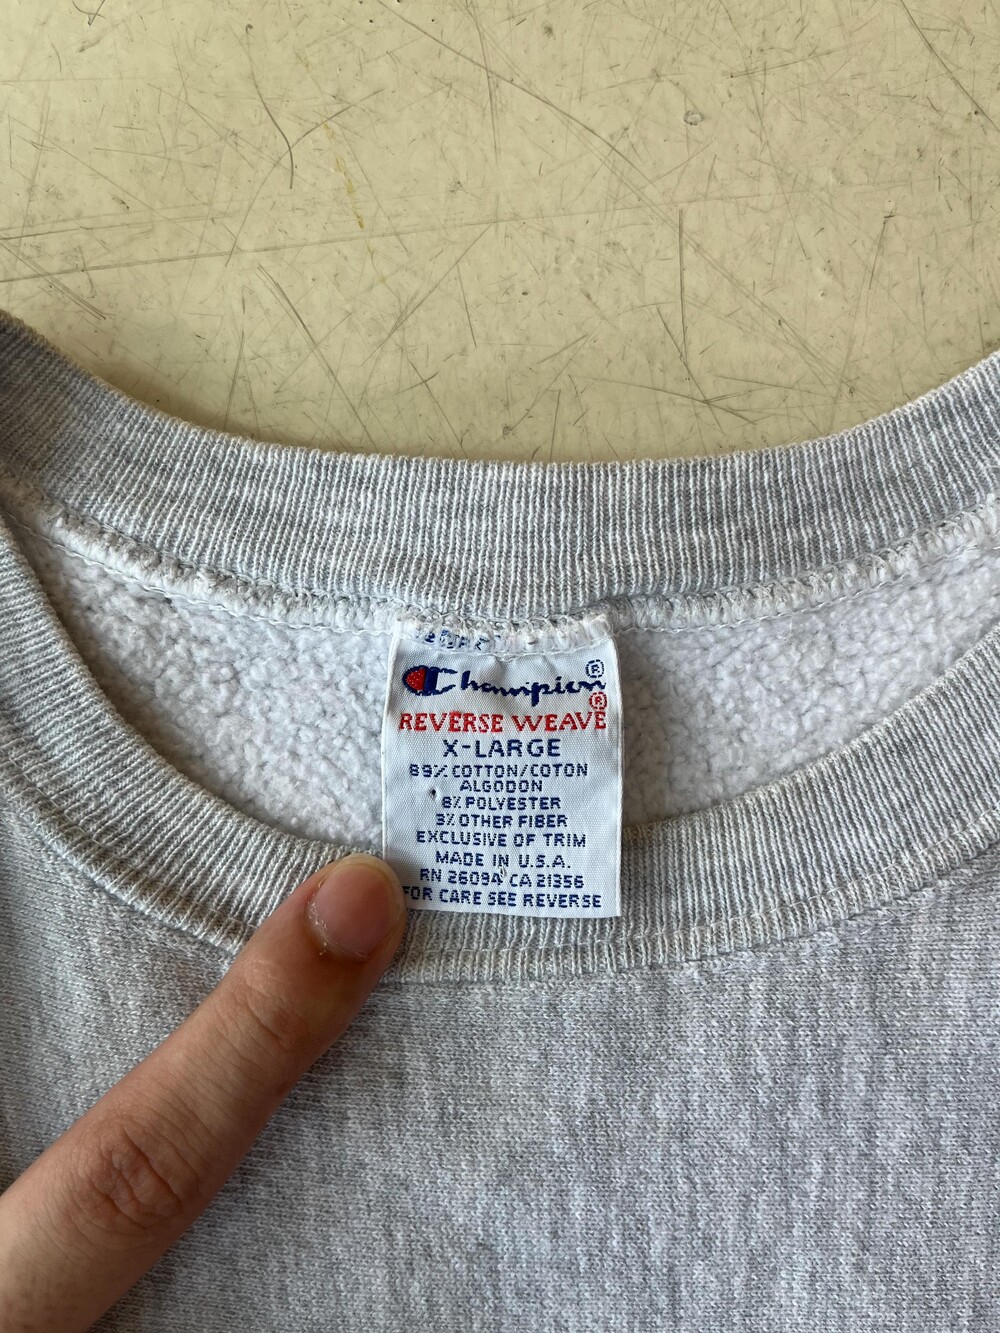 Champion®
REVERSE WEAVE®
X-LARGE
89% COTTON/COTON
ALGODON
8% POLYESTER
3% OTHER FIBER
EXCLUSIVE OF TRIM
MADE IN U.S.A.
RN 26094 CA 21356
FOR CARE SEE REVERSE